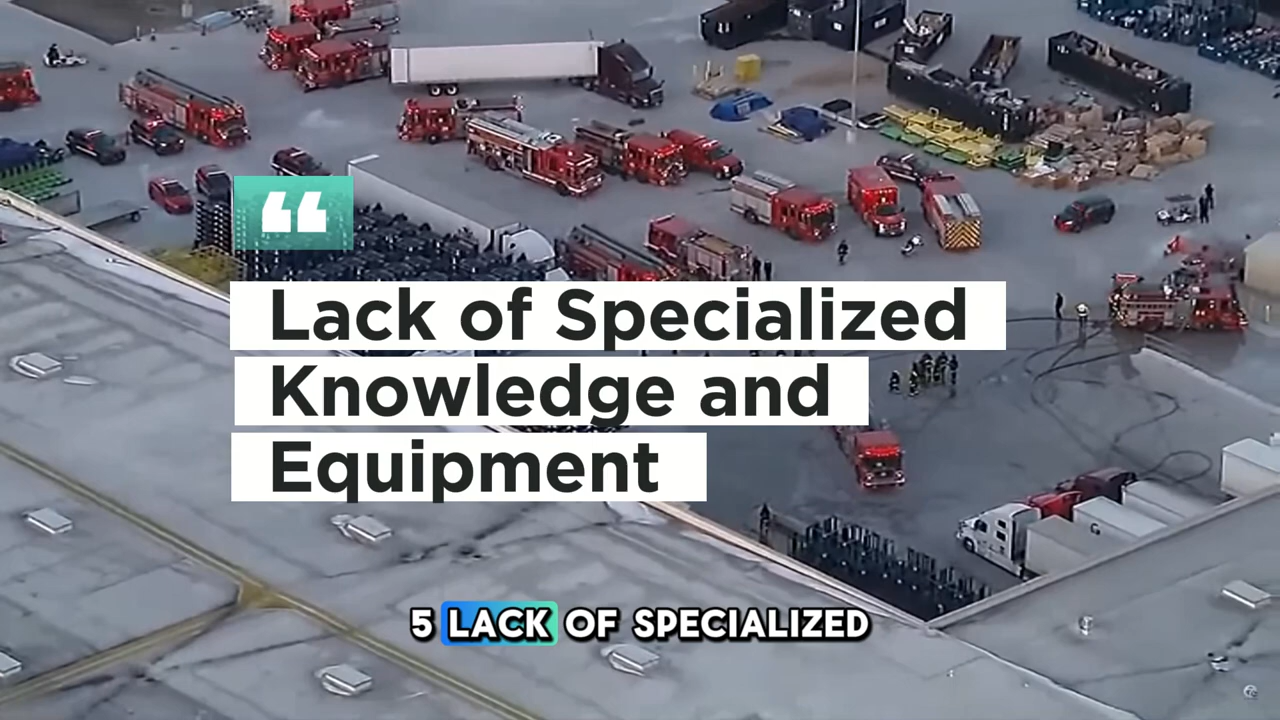 “
Lack of Specialized
Knowledge and
Equipment
5 LACK OF SPECIALIZED